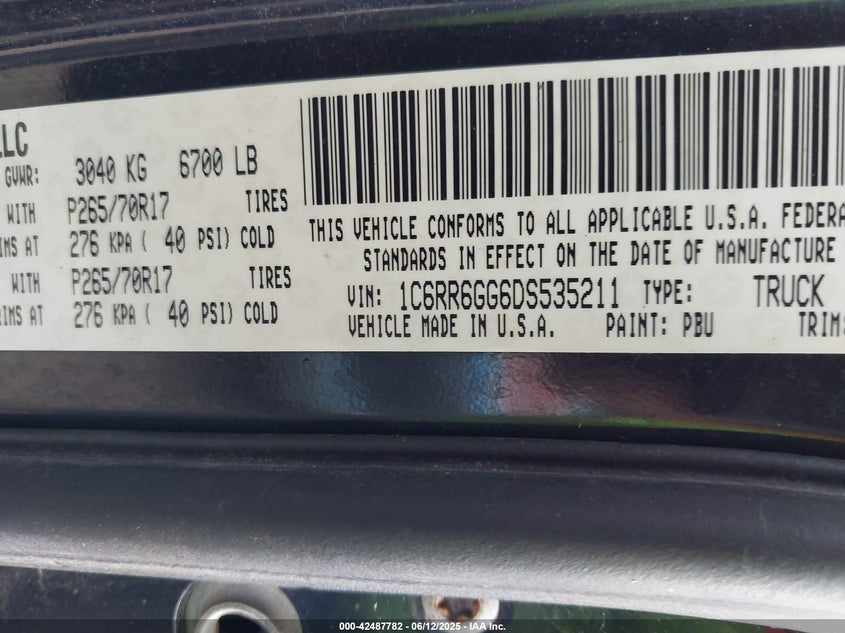 LLC
GVWR: 3040 KG 6700 LB
WITH P265/70R17 TIRES
RIMS AT 276 KPA ( 40 PSI) COLD
WITH P265/70R17 TIRES
RIMS AT 276 KPA ( 40 PSI) COLD
THIS VEHICLE CONFORMS TO ALL APPLICABLE U.S.A. FEDERA
STANDARDS IN EFFECT ON THE DATE OF MANUFACTURE
VIN: 1C6RR6GG6DS535211 TYPE: TRUCK
VEHICLE MADE IN U.S.A. PAINT: PBU TRIM:
000-42487782 - 06/12/2025 - IAA Inc.